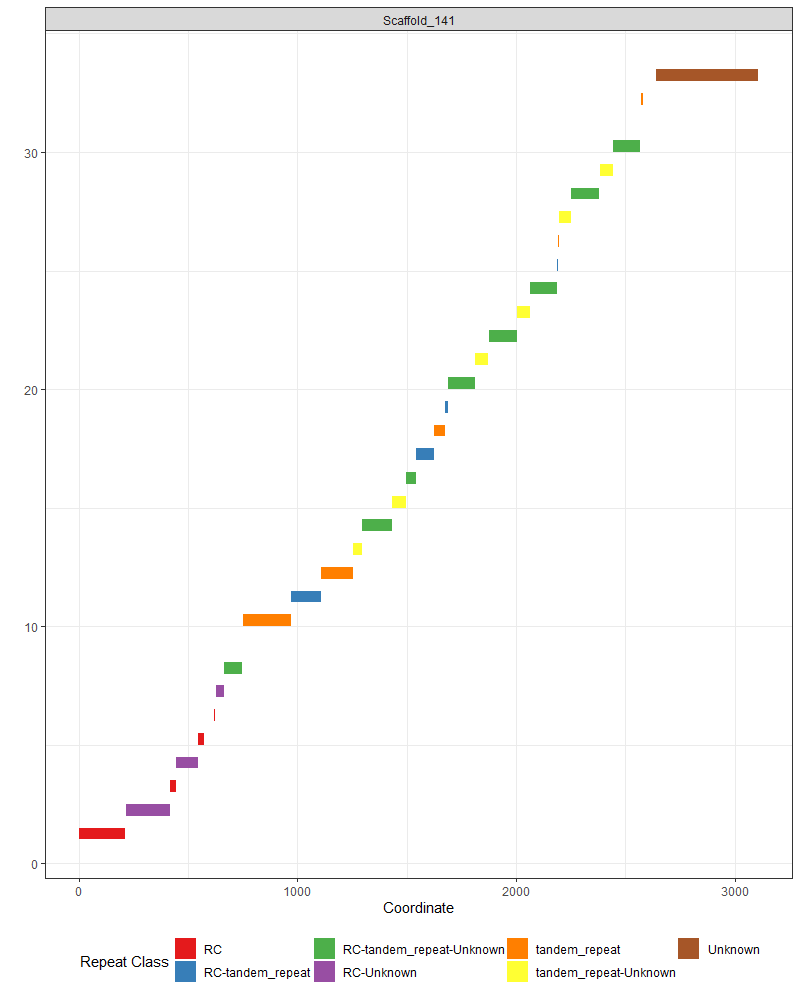 Scaffold_141
30
20
10
0
0 1000 2000 3000
Coordinate
Repeat Class
RC RC-tandem_repeat-Unknown tandem_repeat Unknown
RC-tandem_repeat RC-Unknown tandem_repeat-Unknown